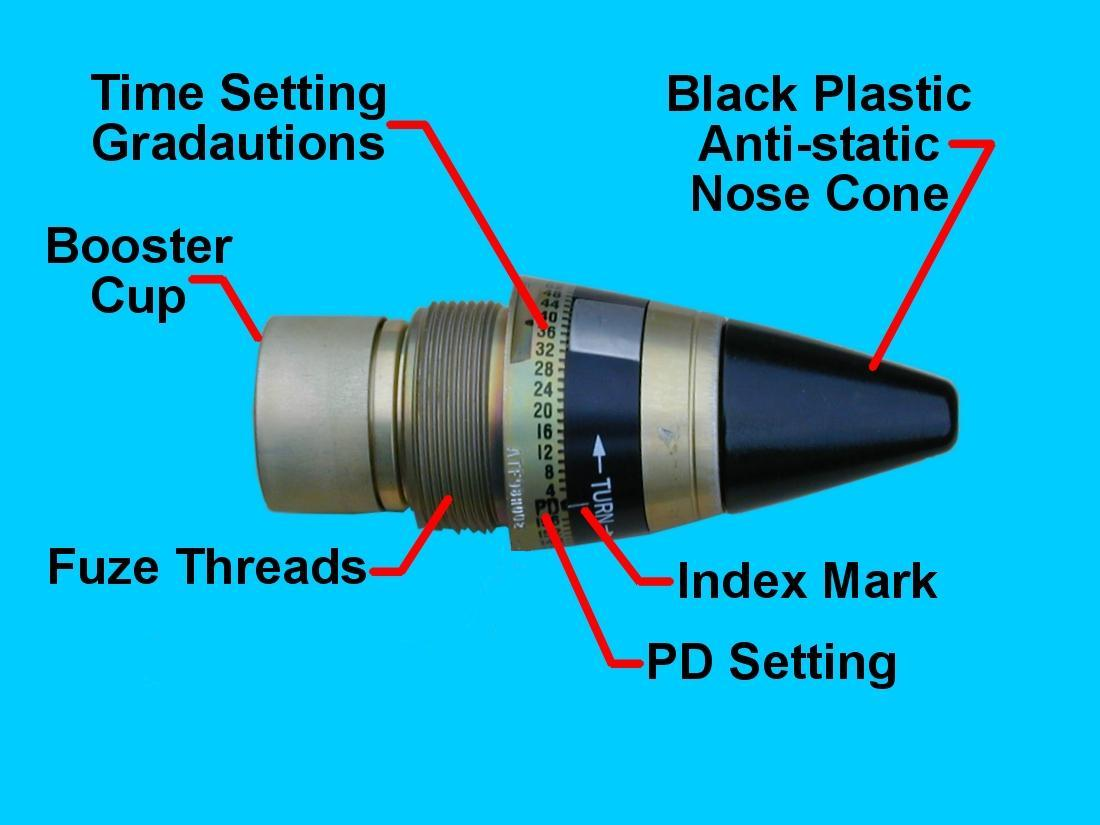 Time Setting
Gradautions
Black Plastic
Anti-static
Nose Cone
Booster
Cup
44
40
36
32
28
24
20
16
12
8
4
PD
TURN
Fuze Threads
Index Mark
PD Setting